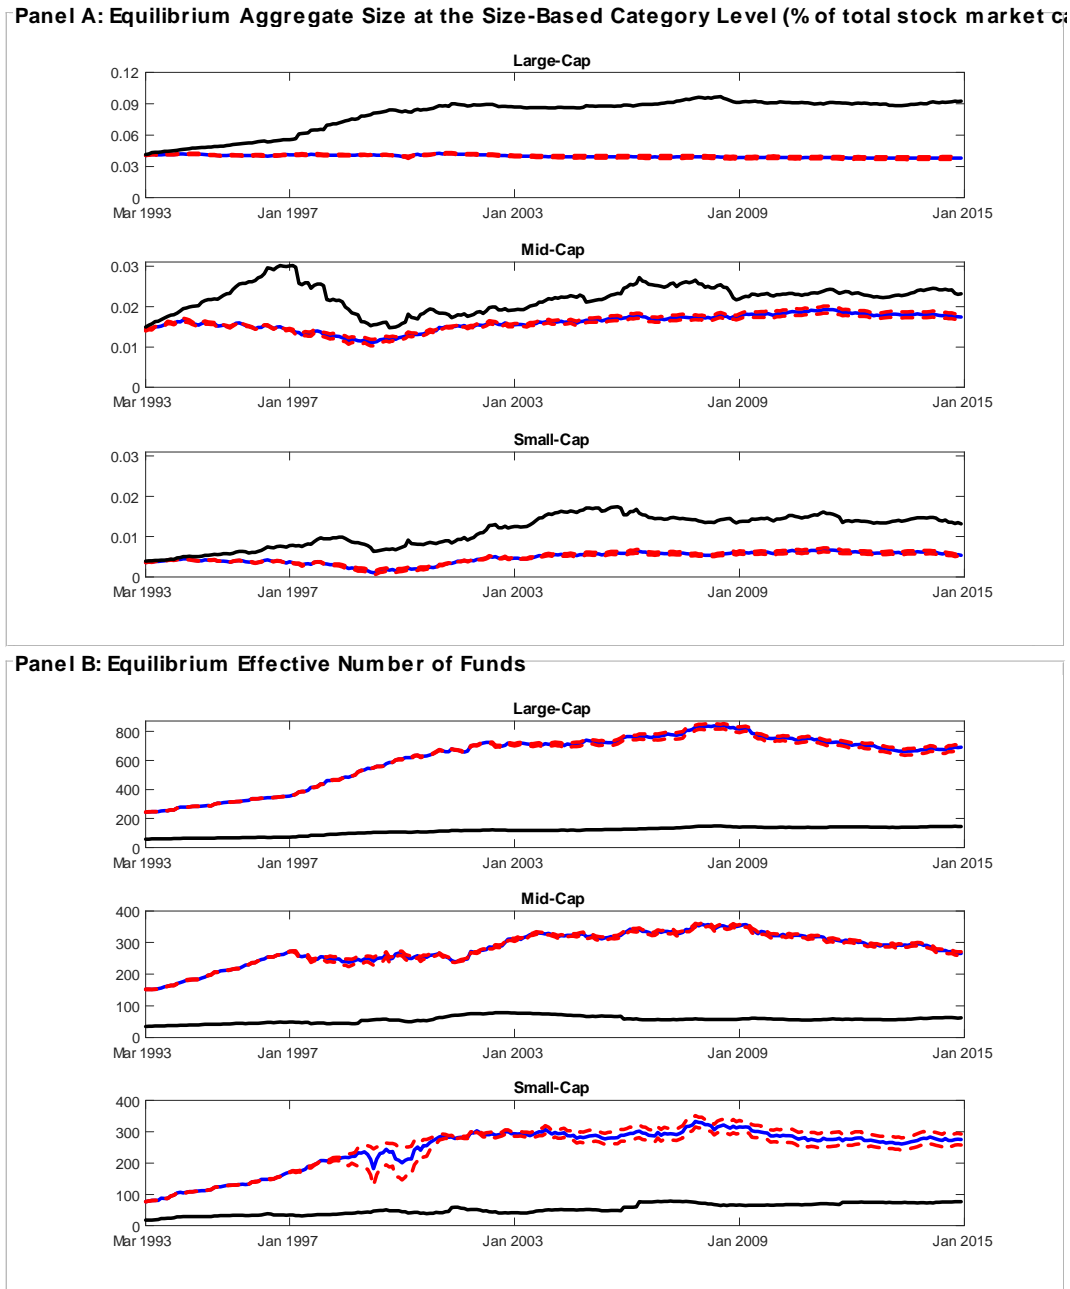 Panel A: Equilibrium Aggregate Size at the Size-Based Category Level (% of total stock market ca
Large-Cap
0.12
0.09
0.06
0.03
0
Mar 1993 Jan 1997 Jan 2003 Jan 2009 Jan 2015
Mid-Cap
0.03
0.02
0.01
0
Mar 1993 Jan 1997 Jan 2003 Jan 2009 Jan 2015
Small-Cap
0.03
0.02
0.01
0
Mar 1993 Jan 1997 Jan 2003 Jan 2009 Jan 2015
Panel B: Equilibrium Effective Number of Funds
Large-Cap
800
600
400
200
0
Mar 1993 Jan 1997 Jan 2003 Jan 2009 Jan 2015
Mid-Cap
400
300
200
100
0
Mar 1993 Jan 1997 Jan 2003 Jan 2009 Jan 2015
Small-Cap
400
300
200
100
0
Mar 1993 Jan 1997 Jan 2003 Jan 2009 Jan 2015